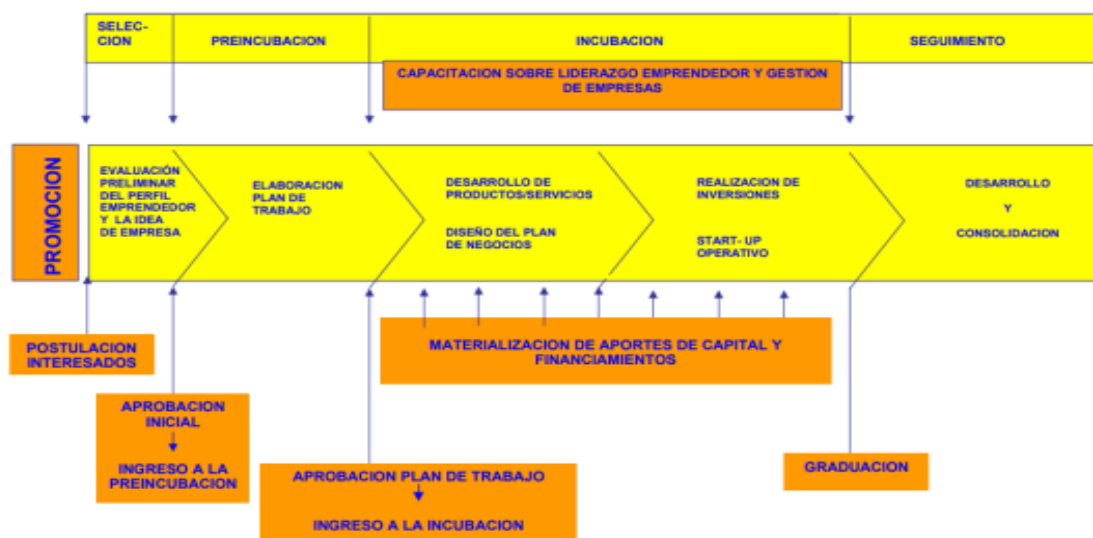 SELEC-
CION
PREINCUBACION
INCUBACION
SEGUIMIENTO
CAPACITACION SOBRE LIDERAZGO EMPRENDEDOR Y GESTION
DE EMPRESAS
PROMOCION
EVALUACIÓN
PRELIMINAR
DEL PERFIL
EMPRENDEDOR
Y LA IDEA
DE EMPRESA
ELABORACION
PLAN DE
TRABAJO
DESARROLLO DE
PRODUCTOS/SERVICIOS
DISEÑO DEL PLAN
DE NEGOCIOS
REALIZACION DE
INVERSIONES
START- UP
OPERATIVO
DESARROLLO
Y
CONSOLIDACION
POSTULACION
INTERESADOS
MATERIALIZACION DE APORTES DE CAPITAL Y
FINANCIAMIENTOS
APROBACION
INICIAL
INGRESO A LA
PREINCUBACION
APROBACION PLAN DE TRABAJO
INGRESO A LA INCUBACION
GRADUACION